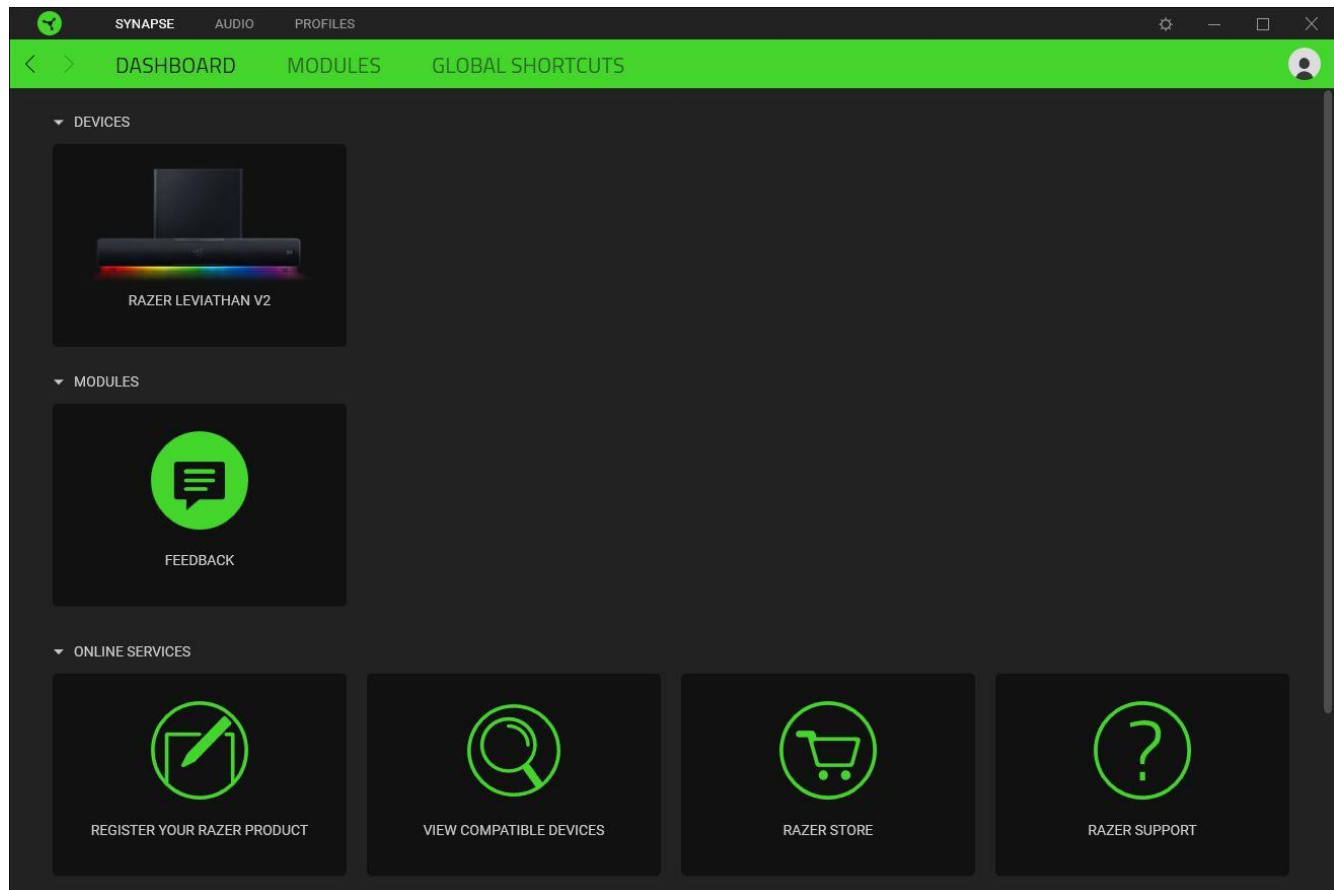 SYNAPSE AUDIO PROFILES
DASHBOARD MODULES GLOBAL SHORTCUTS
DEVICES
RAZER LEVIATHAN V2
MODULES
FEEDBACK
ONLINE SERVICES
REGISTER YOUR RAZER PRODUCT VIEW COMPATIBLE DEVICES RAZER STORE RAZER SUPPORT